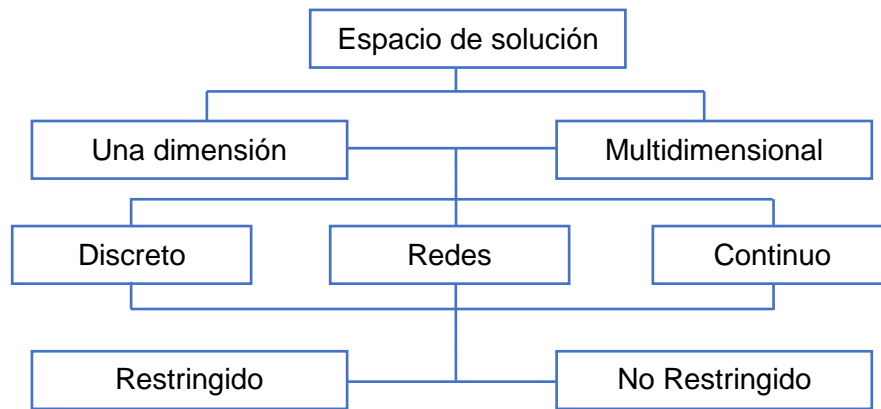 Espacio de solución
Una dimensión
Multidimensional
Discreto
Redes
Continuo
Restringido
No Restringido